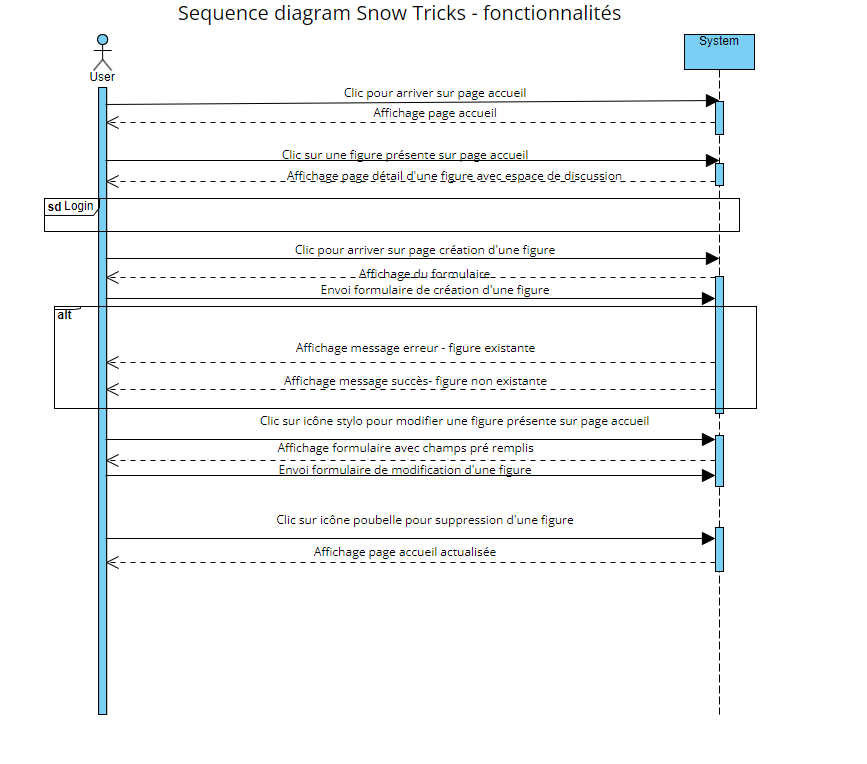 Sequence diagram Snow Tricks - fonctionnalités
User
System
Clic pour arriver sur page accueil
Affichage page accueil
Clic sur une figure présente sur page accueil
Affichage page détail d'une figure avec espace de discussion
sd Login
Clic pour arriver sur page création d'une figure
Affichage du formulaire
Envoi formulaire de création d'une figure
alt
Affichage message erreur - figure existante
Affichage message succès- figure non existante
Clic sur icône stylo pour modifier une figure présente sur page accueil
Affichage formulaire avec champs pré remplis
Envoi formulaire de modification d'une figure
Clic sur icône poubelle pour suppression d'une figure
Affichage page accueil actualisée